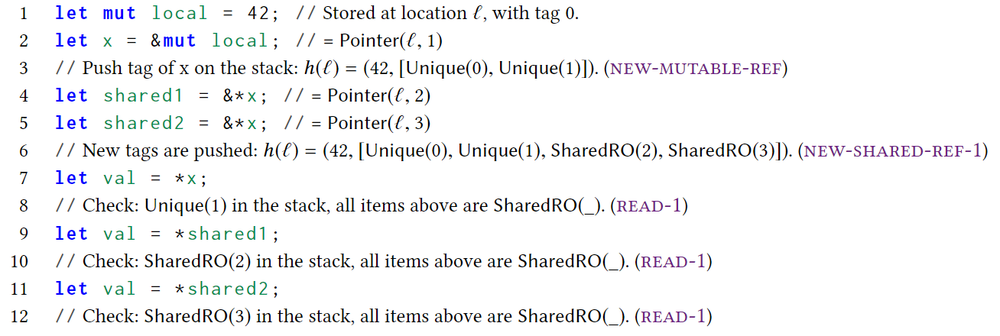 1 let mut local = 42; // Stored at location ℓ, with tag 0.
2 let x = &mut local; // = Pointer(ℓ, 1)
3 // Push tag of x on the stack: h(ℓ) = (42, [Unique(0), Unique(1)]). (NEW-MUTABLE-REF)
4 let shared1 = &*x; // = Pointer(ℓ, 2)
5 let shared2 = &*x; // = Pointer(ℓ, 3)
6 // New tags are pushed: h(ℓ) = (42, [Unique(0), Unique(1), SharedRO(2), SharedRO(3)]). (NEW-SHARED-REF-1)
7 let val = *x;
8 // Check: Unique(1) in the stack, all items above are SharedRO(_). (READ-1)
9 let val = *shared1;
10 // Check: SharedRO(2) in the stack, all items above are SharedRO(_). (READ-1)
11 let val = *shared2;
12 // Check: SharedRO(3) in the stack, all items above are SharedRO(_). (READ-1)